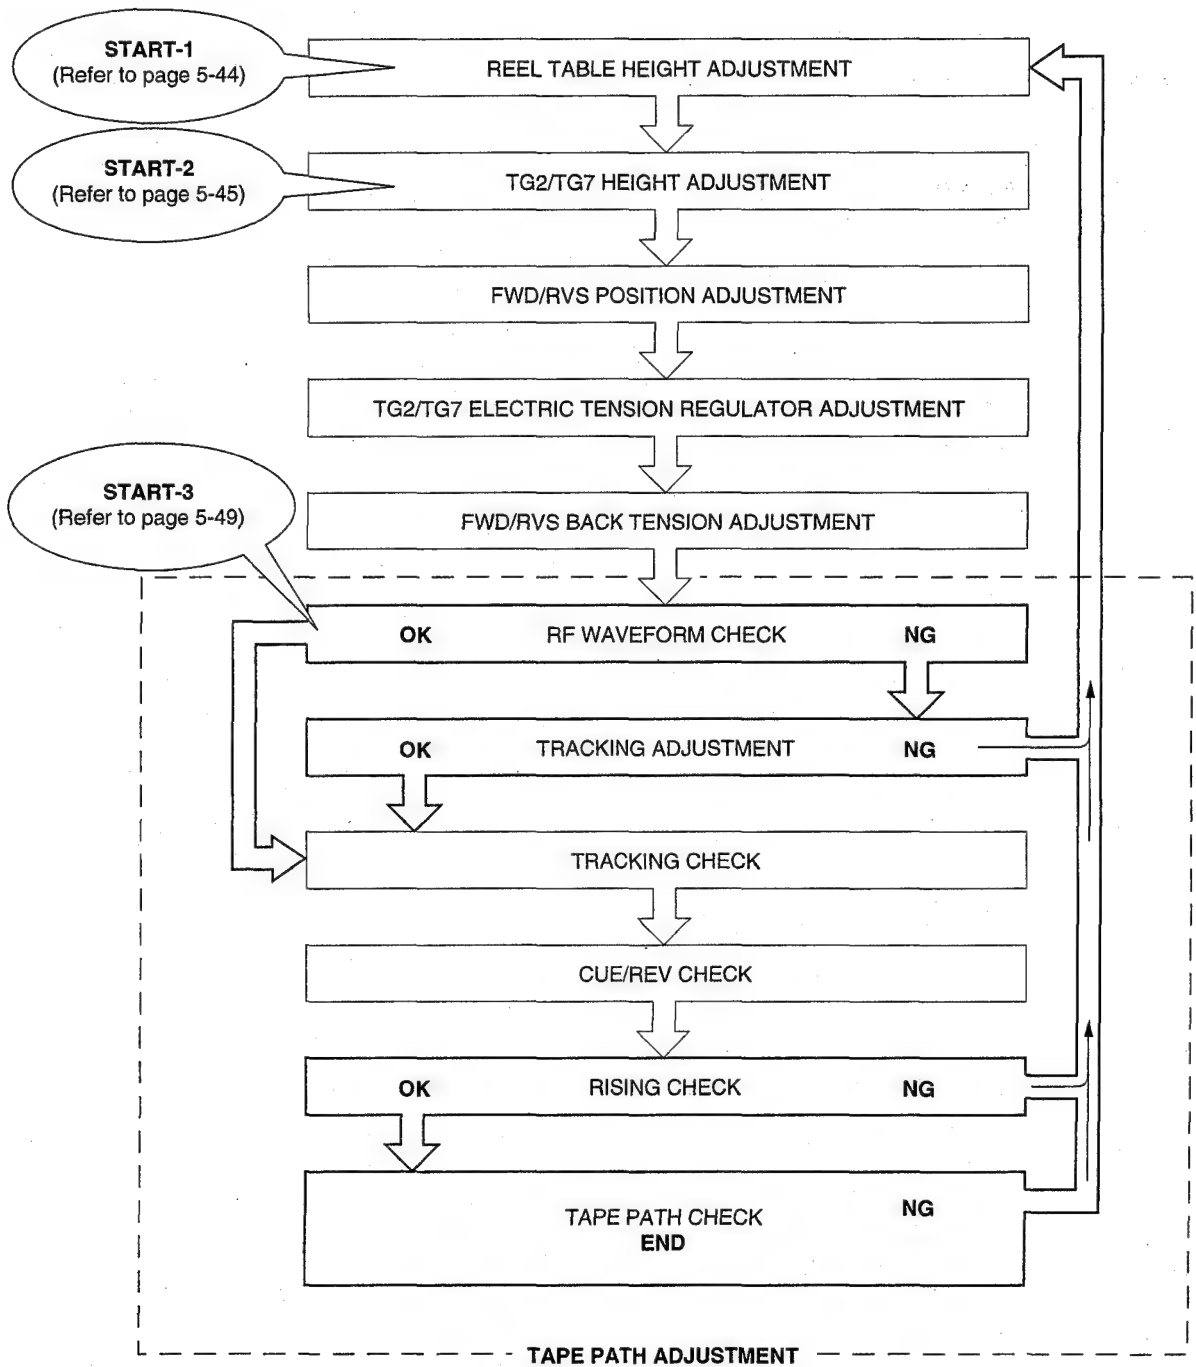 START-1
(Refer to page 5-44)
REEL TABLE HEIGHT ADJUSTMENT
START-2
(Refer to page 5-45)
TG2/TG7 HEIGHT ADJUSTMENT
FWD/RVS POSITION ADJUSTMENT
TG2/TG7 ELECTRIC TENSION REGULATOR ADJUSTMENT
START-3
(Refer to page 5-49)
FWD/RVS BACK TENSION ADJUSTMENT
OK RF WAVEFORM CHECK NG
OK TRACKING ADJUSTMENT NG
TRACKING CHECK
CUE/REV CHECK
OK RISING CHECK NG
NG
TAPE PATH CHECK
END
TAPE PATH ADJUSTMENT